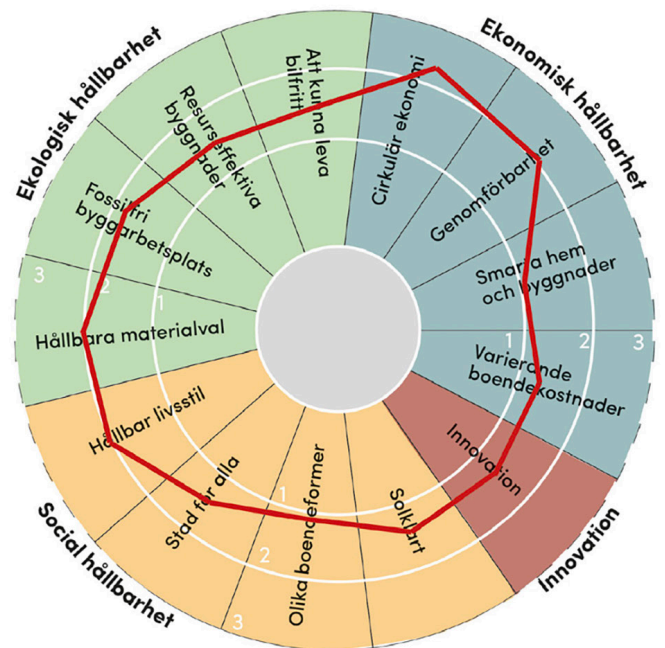 Ekologisk hållbarhet
Ekonomisk hållbarhet
Att kunna leva
bilfritt
Cirkulär ekonomi
Resurseffektiva
byggnader
Genomförbarhet
Fossilfri
byggarbetsplats
Smarta hem
och byggnader
3
2
1
Hållbara materialval
1
2
3
Varierande
boendekostnader
Hållbar livsstil
Innovation
Stad för alla
Olika boendeformer
Solklart
1
2
3
Social hållbarhet
Innovation